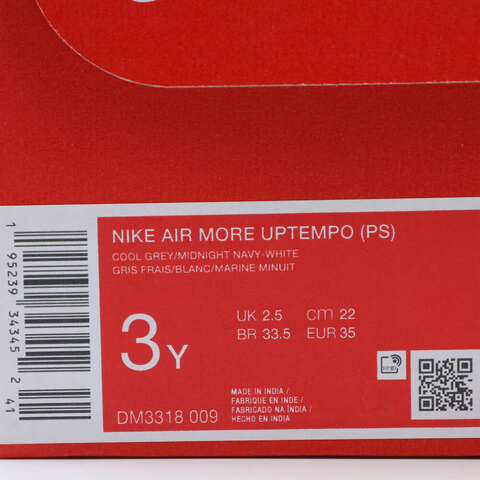 NIKE AIR MORE UPTEMPO (PS)
COOL GREY/MIDNIGHT NAVY-WHITE
GRIS FRAIS/BLANC/MARINE MINUIT
3Y
UK 2.5 cm 22
BR 33.5 EUR 35
RFID
MADE IN INDIA /
FABRIQUE EN INDE /
FABRICADO NA ÍNDIA /
HECHO EN INDIA
DM3318 009
1 95239 34345 2 41